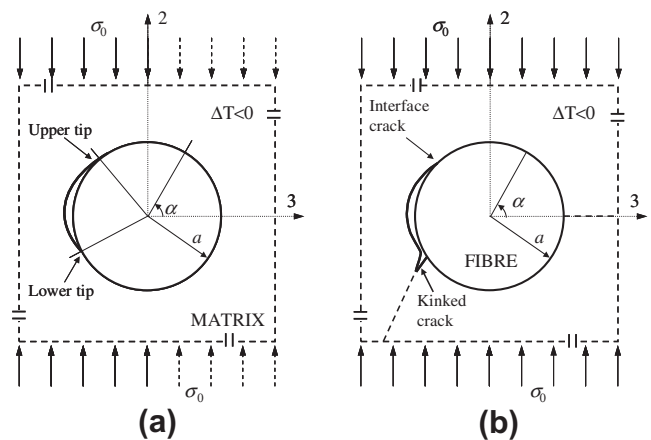 σ₀
2
ΔT<0
Upper tip
α
3
a
Lower tip
MATRIX
σ₀
(a)
σ₀
2
Interface
crack
ΔT<0
α
3
a
FIBRE
Kinked
crack
σ₀
(b)